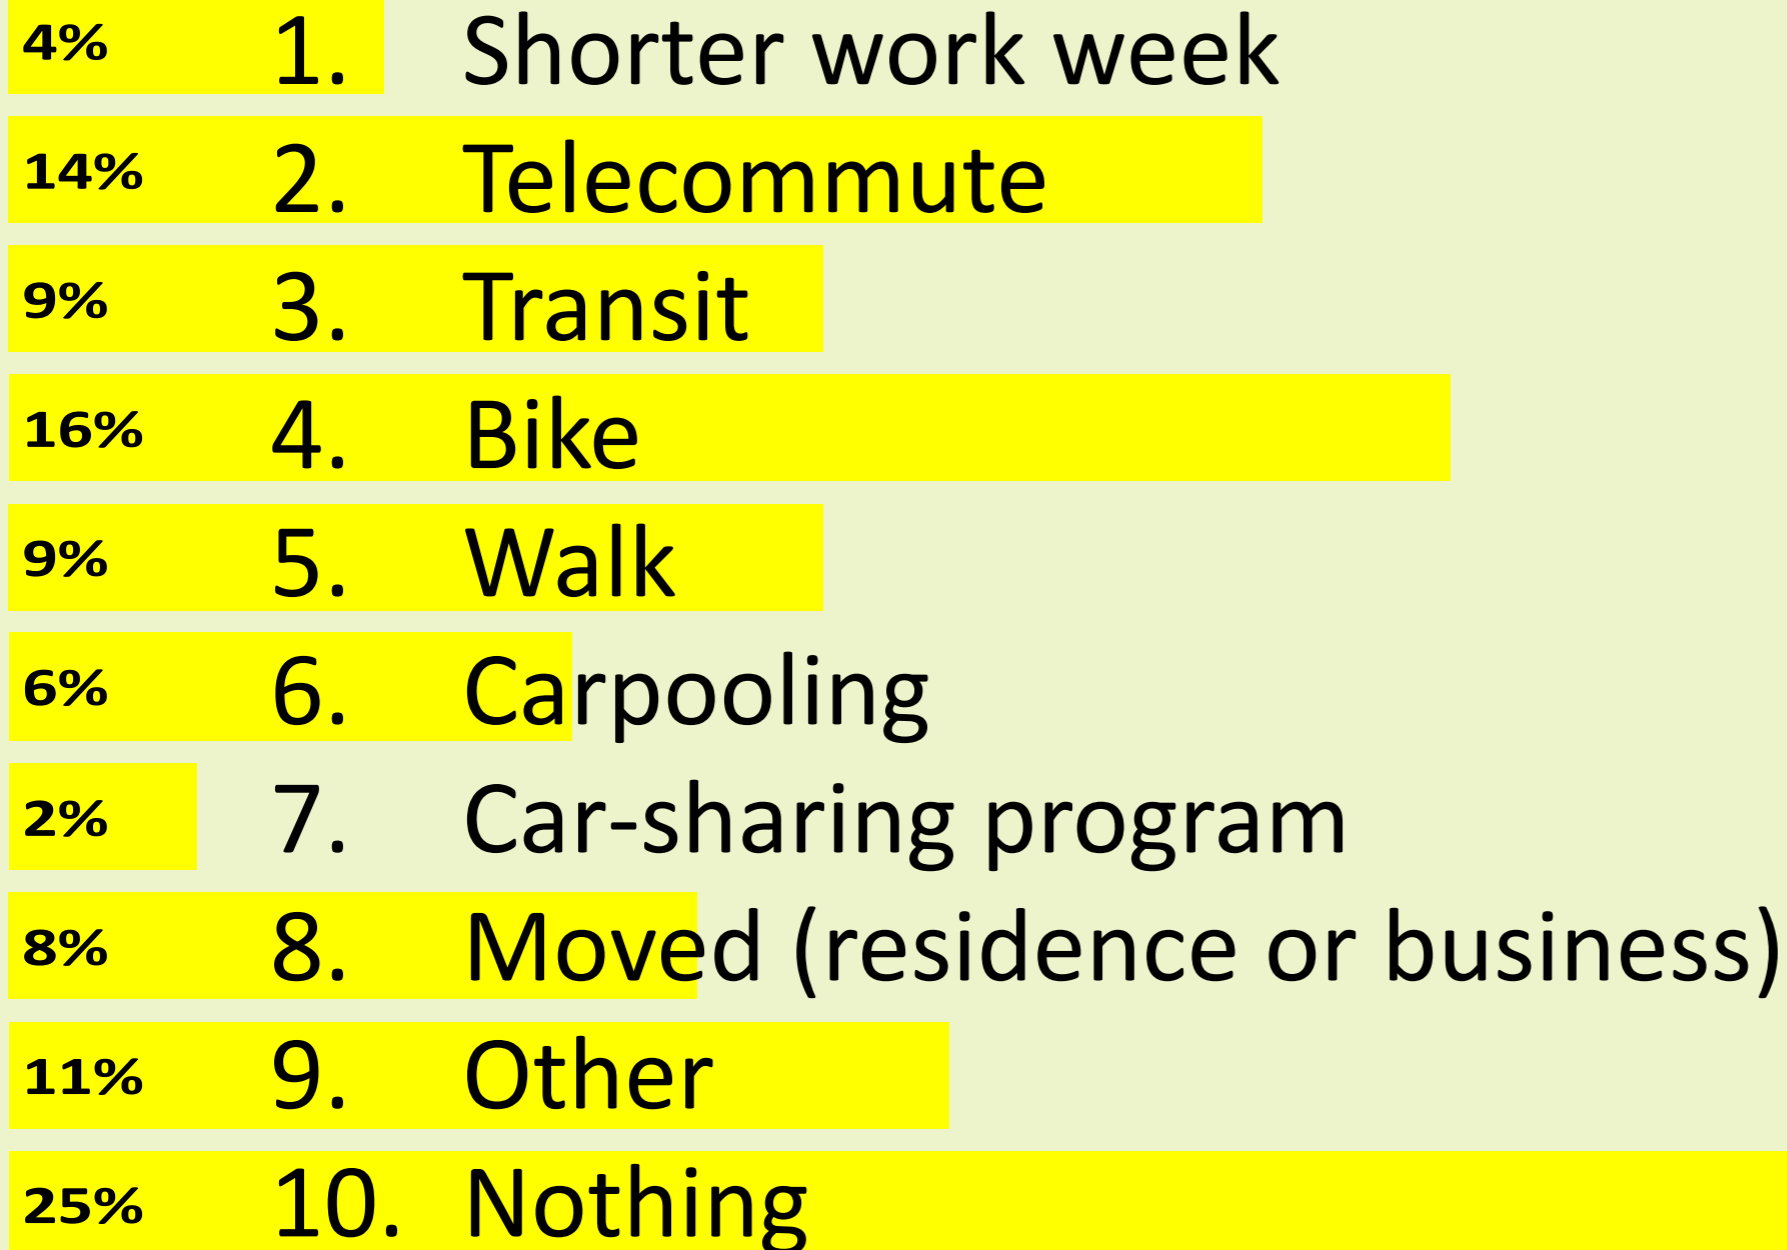 4% 1. Shorter work week
14% 2. Telecommute
9% 3. Transit
16% 4. Bike
9% 5. Walk
6% 6. Carpooling
2% 7. Car-sharing program
8% 8. Moved (residence or business)
11% 9. Other
25% 10. Nothing